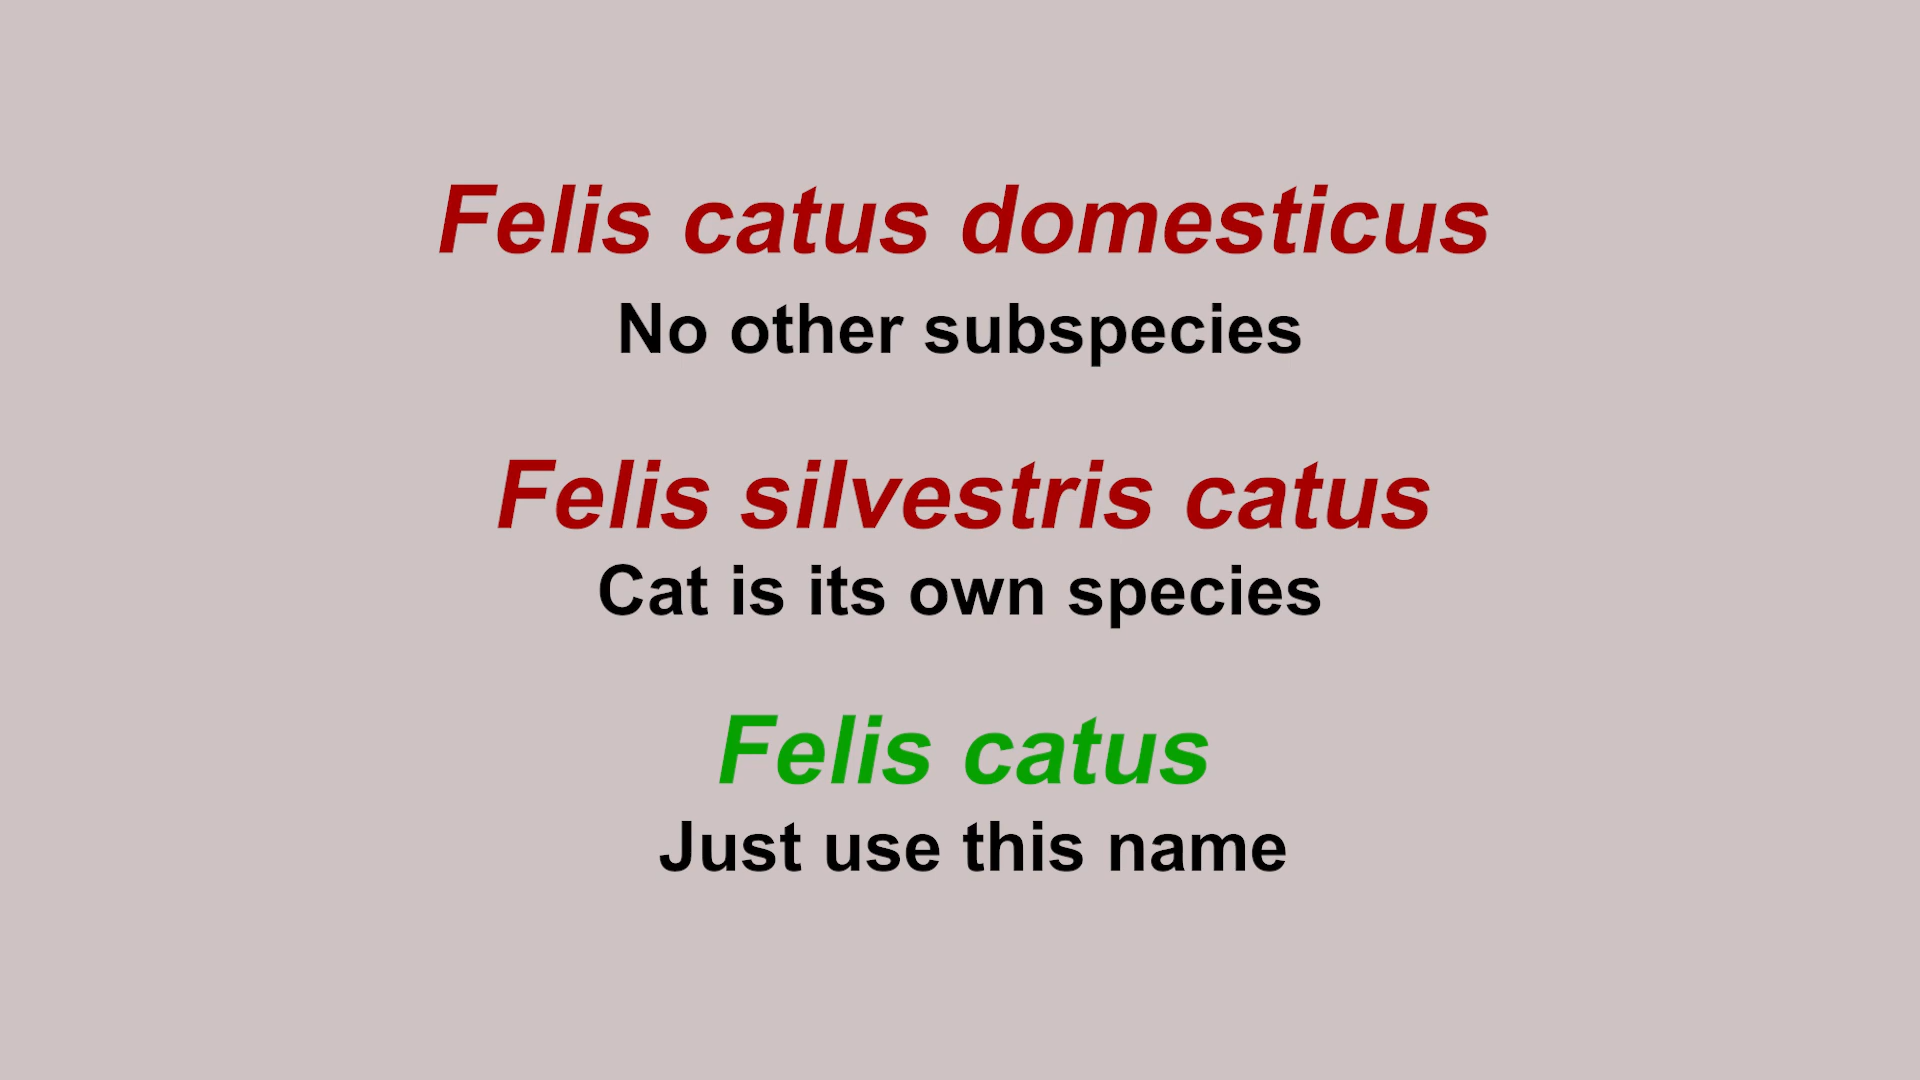 Felis catus domesticus
No other subspecies
Felis silvestris catus
Cat is its own species
Felis catus
Just use this name